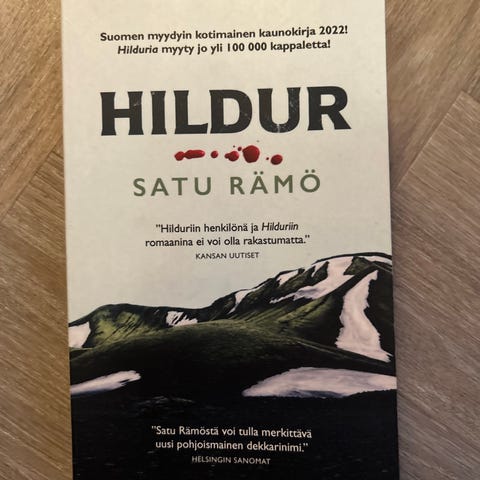 Suomen myydyin kotimainen kaunokirja 2022!
Hilduria myyty jo yli 100 000 kappaletta!
HILDUR
SATU RÄMÖ
"Hilduriin henkilönä ja Hilduriin
romaanina ei voi olla rakastumatta."
KANSAN UUTISET
"Satu Rämöstä voi tulla merkittävä
uusi pohjoismainen dekkarinimi."
HELSINGIN SANOMAT